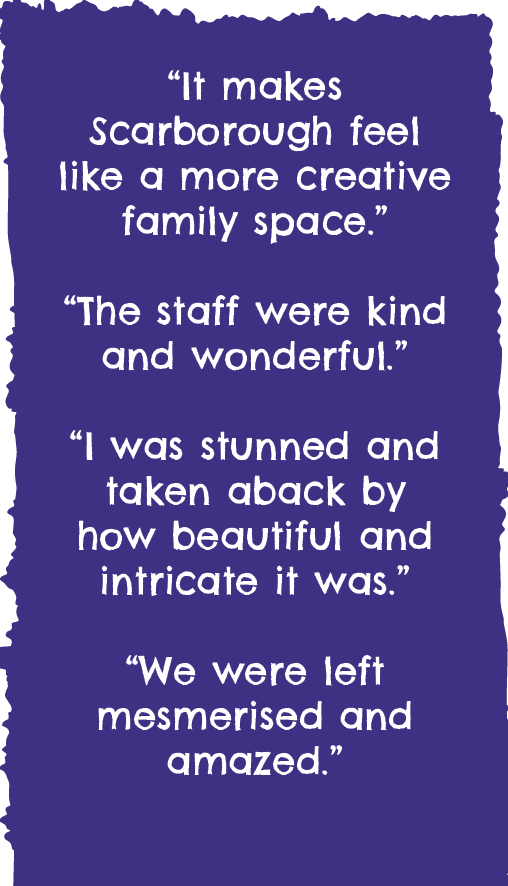 “It makes
Scarborough feel
like a more creative
family space.”
“The staff were kind
and wonderful.”
“I was stunned and
taken aback by
how beautiful and
intricate it was.”
“We were left
mesmerised and
amazed.”